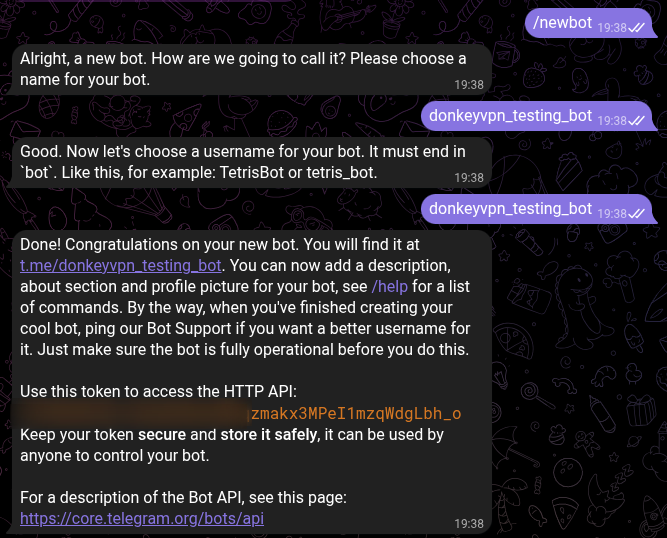 /newbot 19:38
Alright, a new bot. How are we going to call it? Please choose a
name for your bot. 19:38
donkeyvpn_testing_bot 19:38
Good. Now let's choose a username for your bot. It must end in
`bot`. Like this, for example: TetrisBot or tetris_bot. 19:38
donkeyvpn_testing_bot 19:38
Done! Congratulations on your new bot. You will find it at
t.me/donkeyvpn_testing_bot. You can now add a description,
about section and profile picture for your bot, see /help for a list
of commands. By the way, when you've finished creating your
cool bot, ping our Bot Support if you want a better username for
it. Just make sure the bot is fully operational before you do this.
Use this token to access the HTTP API:
zmakx3MPeI1mzqWdgLbh_o
Keep your token secure and store it safely, it can be used by
anyone to control your bot.
For a description of the Bot API, see this page:
https://core.telegram.org/bots/api 19:38